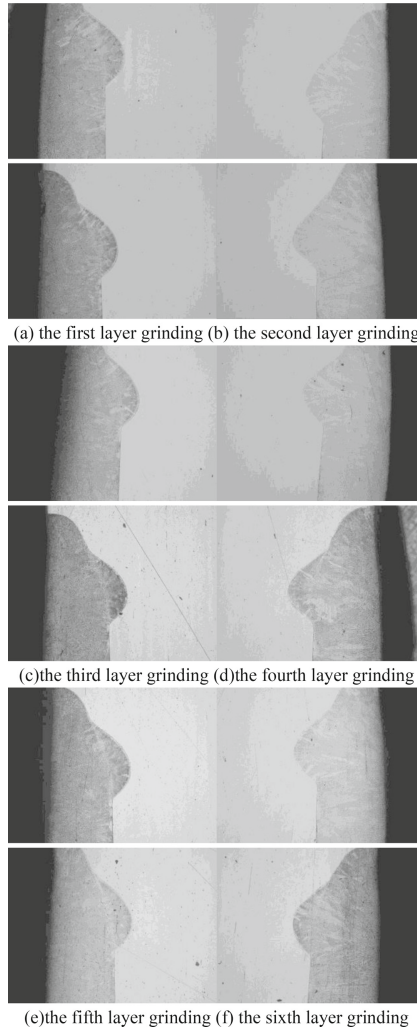 (a) the first layer grinding (b) the second layer grinding
(c)the third layer grinding (d)the fourth layer grinding
(e)the fifth layer grinding (f) the sixth layer grinding